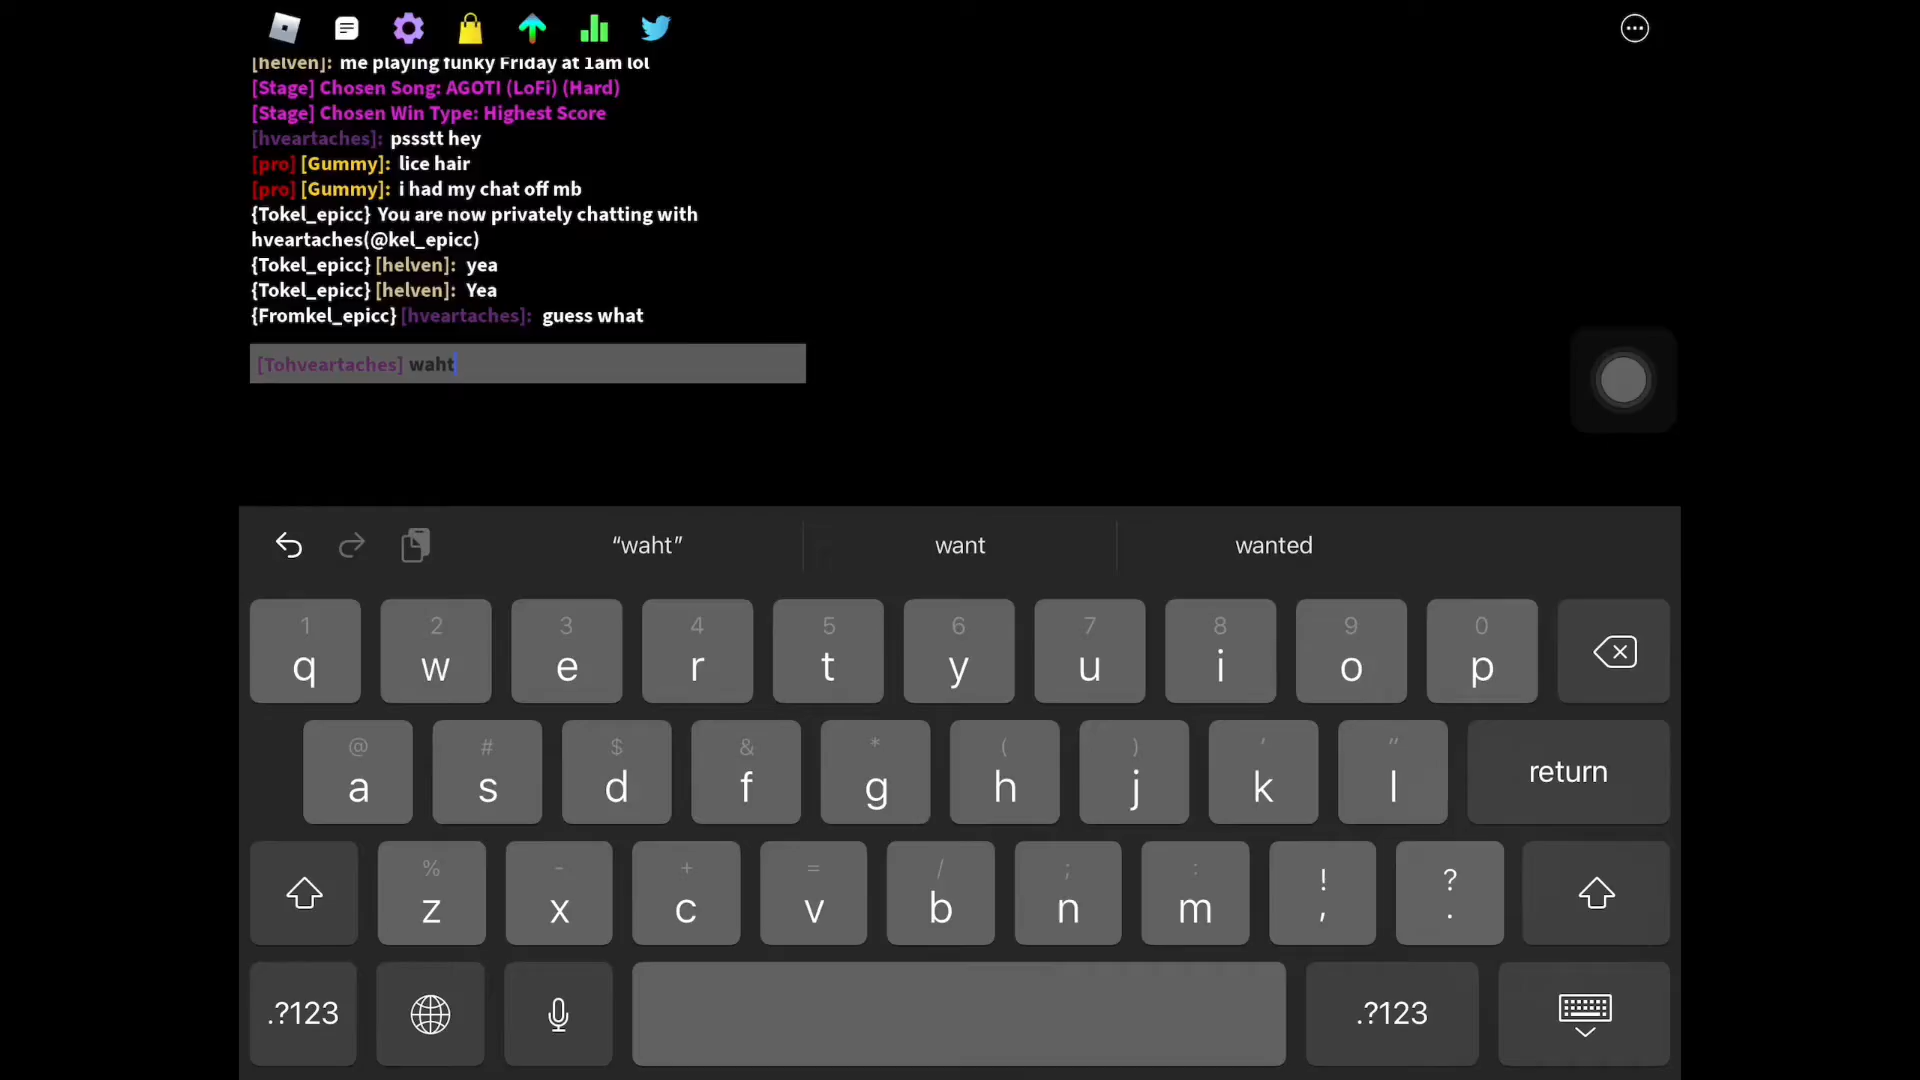 [helven]: me playing funky Friday at 1am lol
[Stage] Chosen Song: AGOTI (LoFi) (Hard)
[Stage] Chosen Win Type: Highest Score
[hveartaches]: pssstt hey
[pro] [Gummy]: lice hair
[pro] [Gummy]: i had my chat off mb
{Tokel_epicc} You are now privately chatting with
hveartaches(@kel_epicc)
{Tokel_epicc} [helven]: yea
{Tokel_epicc} [helven]: Yea
{Fromkel_epicc} [hveartaches]: guess what
[Tohveartaches] waht
“waht” want wanted
1 2 3 4 5 6 7 8 9 0
q w e r t y u i o p
@ # $ & * ( ) ' "
a s d f g h j k l return
% - + = / ; : ! ?
z x c v b n m , .
.?123 .?123